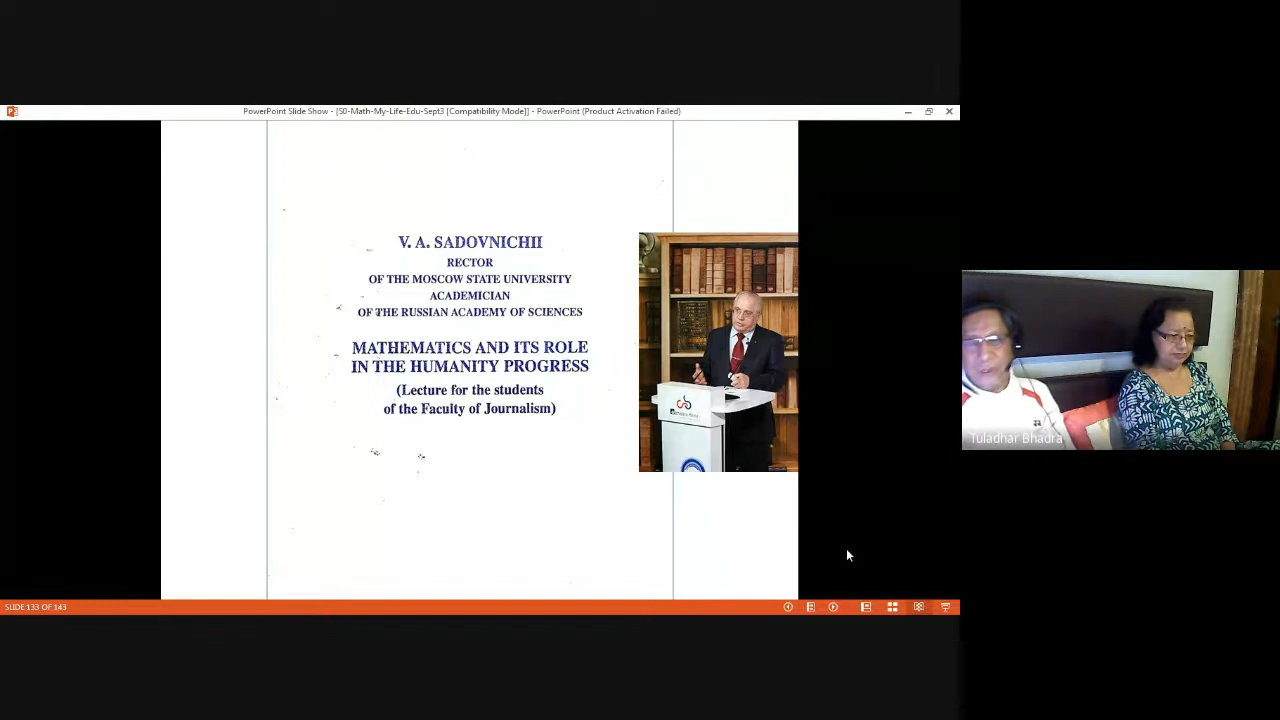 PowerPoint Slide Show - [S0-Math-My-Life-Edu-Sept3 [Compatibility Mode]] - PowerPoint (Product Activation Failed)
V. A. SADOVNICHII
RECTOR
OF THE MOSCOW STATE UNIVERSITY
ACADEMICIAN
OF THE RUSSIAN ACADEMY OF SCIENCES
MATHEMATICS AND ITS ROLE
IN THE HUMANITY PROGRESS
(Lecture for the students
of the Faculty of Journalism)
Tuladhar Bhadra
SLIDE 133 OF 143